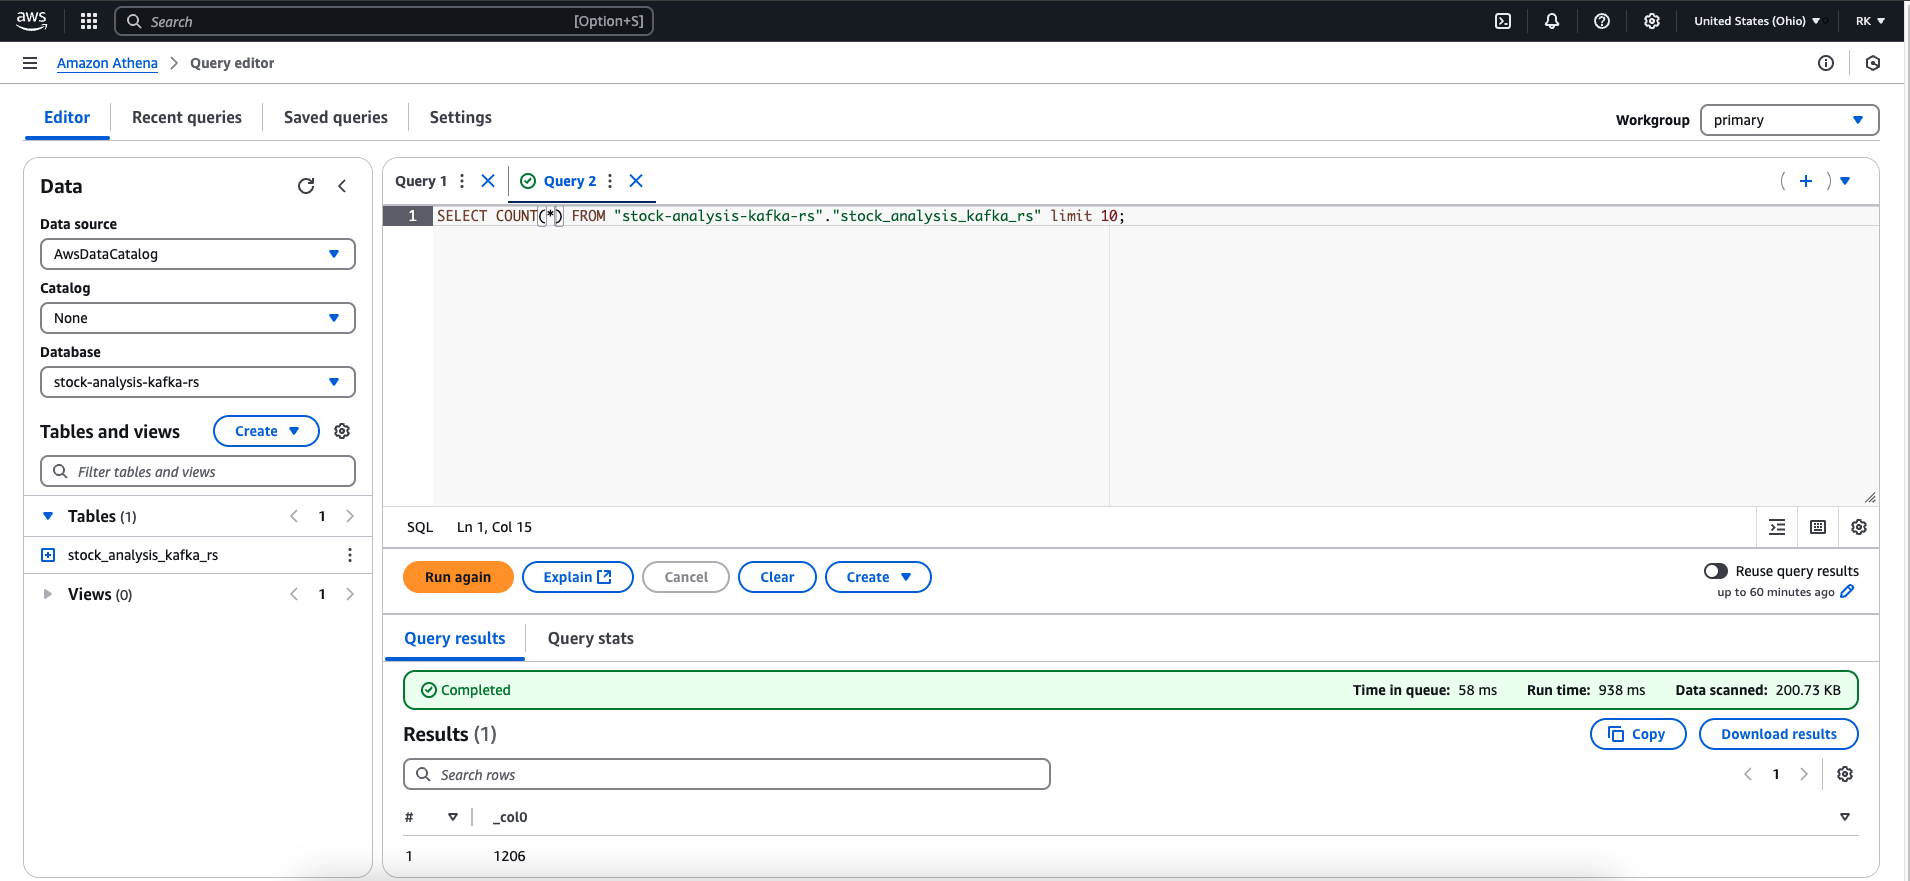 aws Search [Option+S] United States (Ohio) RK
Amazon Athena Query editor
Editor Recent queries Saved queries Settings
Workgroup primary
Data
Data source
AwsDataCatalog
Catalog
None
Database
stock-analysis-kafka-rs
Tables and views Create
Filter tables and views
Tables (1) 1
stock_analysis_kafka_rs
Views (0) 1
Query 1 Query 2
1 SELECT COUNT(*) FROM "stock-analysis-kafka-rs"."stock_analysis_kafka_rs" limit 10;
SQL Ln 1, Col 15
Run again Explain Cancel Clear Create
Reuse query results
up to 60 minutes ago
Query results Query stats
Completed Time in queue: 58 ms Run time: 938 ms Data scanned: 200.73 KB
Results (1) Copy Download results
Search rows 1
# _col0
1 1206